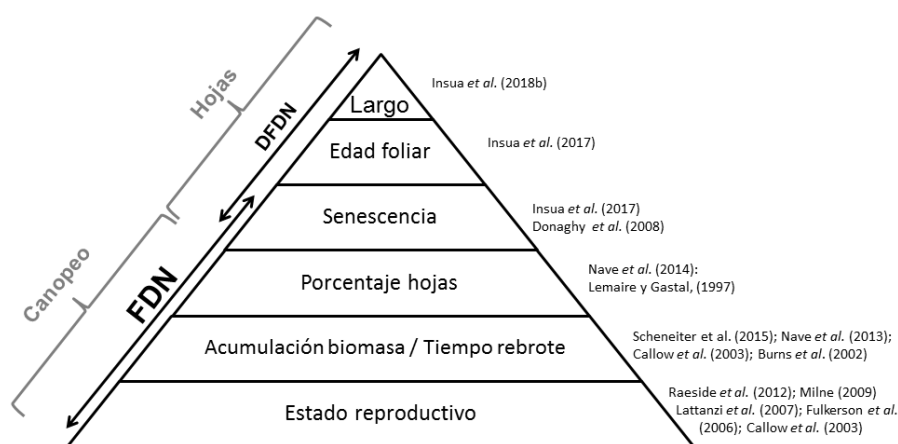 Hojas
DFDN
Canopeo
FDN
Largo
Insua et al. (2018b)
Edad foliar
Insua et al. (2017)
Senescencia
Insua et al. (2017)
Donaghy et al. (2008)
Porcentaje hojas
Nave et al. (2014):
Lemaire y Gastal, (1997)
Acumulación biomasa / Tiempo rebrote
Scheneiter et al. (2015); Nave et al. (2013);
Callow et al. (2003); Burns et al. (2002)
Estado reproductivo
Raeside et al. (2012); Milne (2009)
Lattanzi et al. (2007); Fulkerson et al.
(2006); Callow et al. (2003)